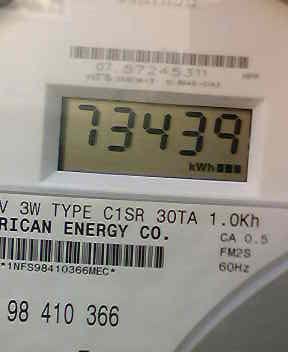 73439
kWh
V 3W TYPE C1SR 30TA 1.0Kh
RICAN ENERGY CO.
CA 0.5
FM2S
60Hz
*1NFS98410366MEC*
98 410 366